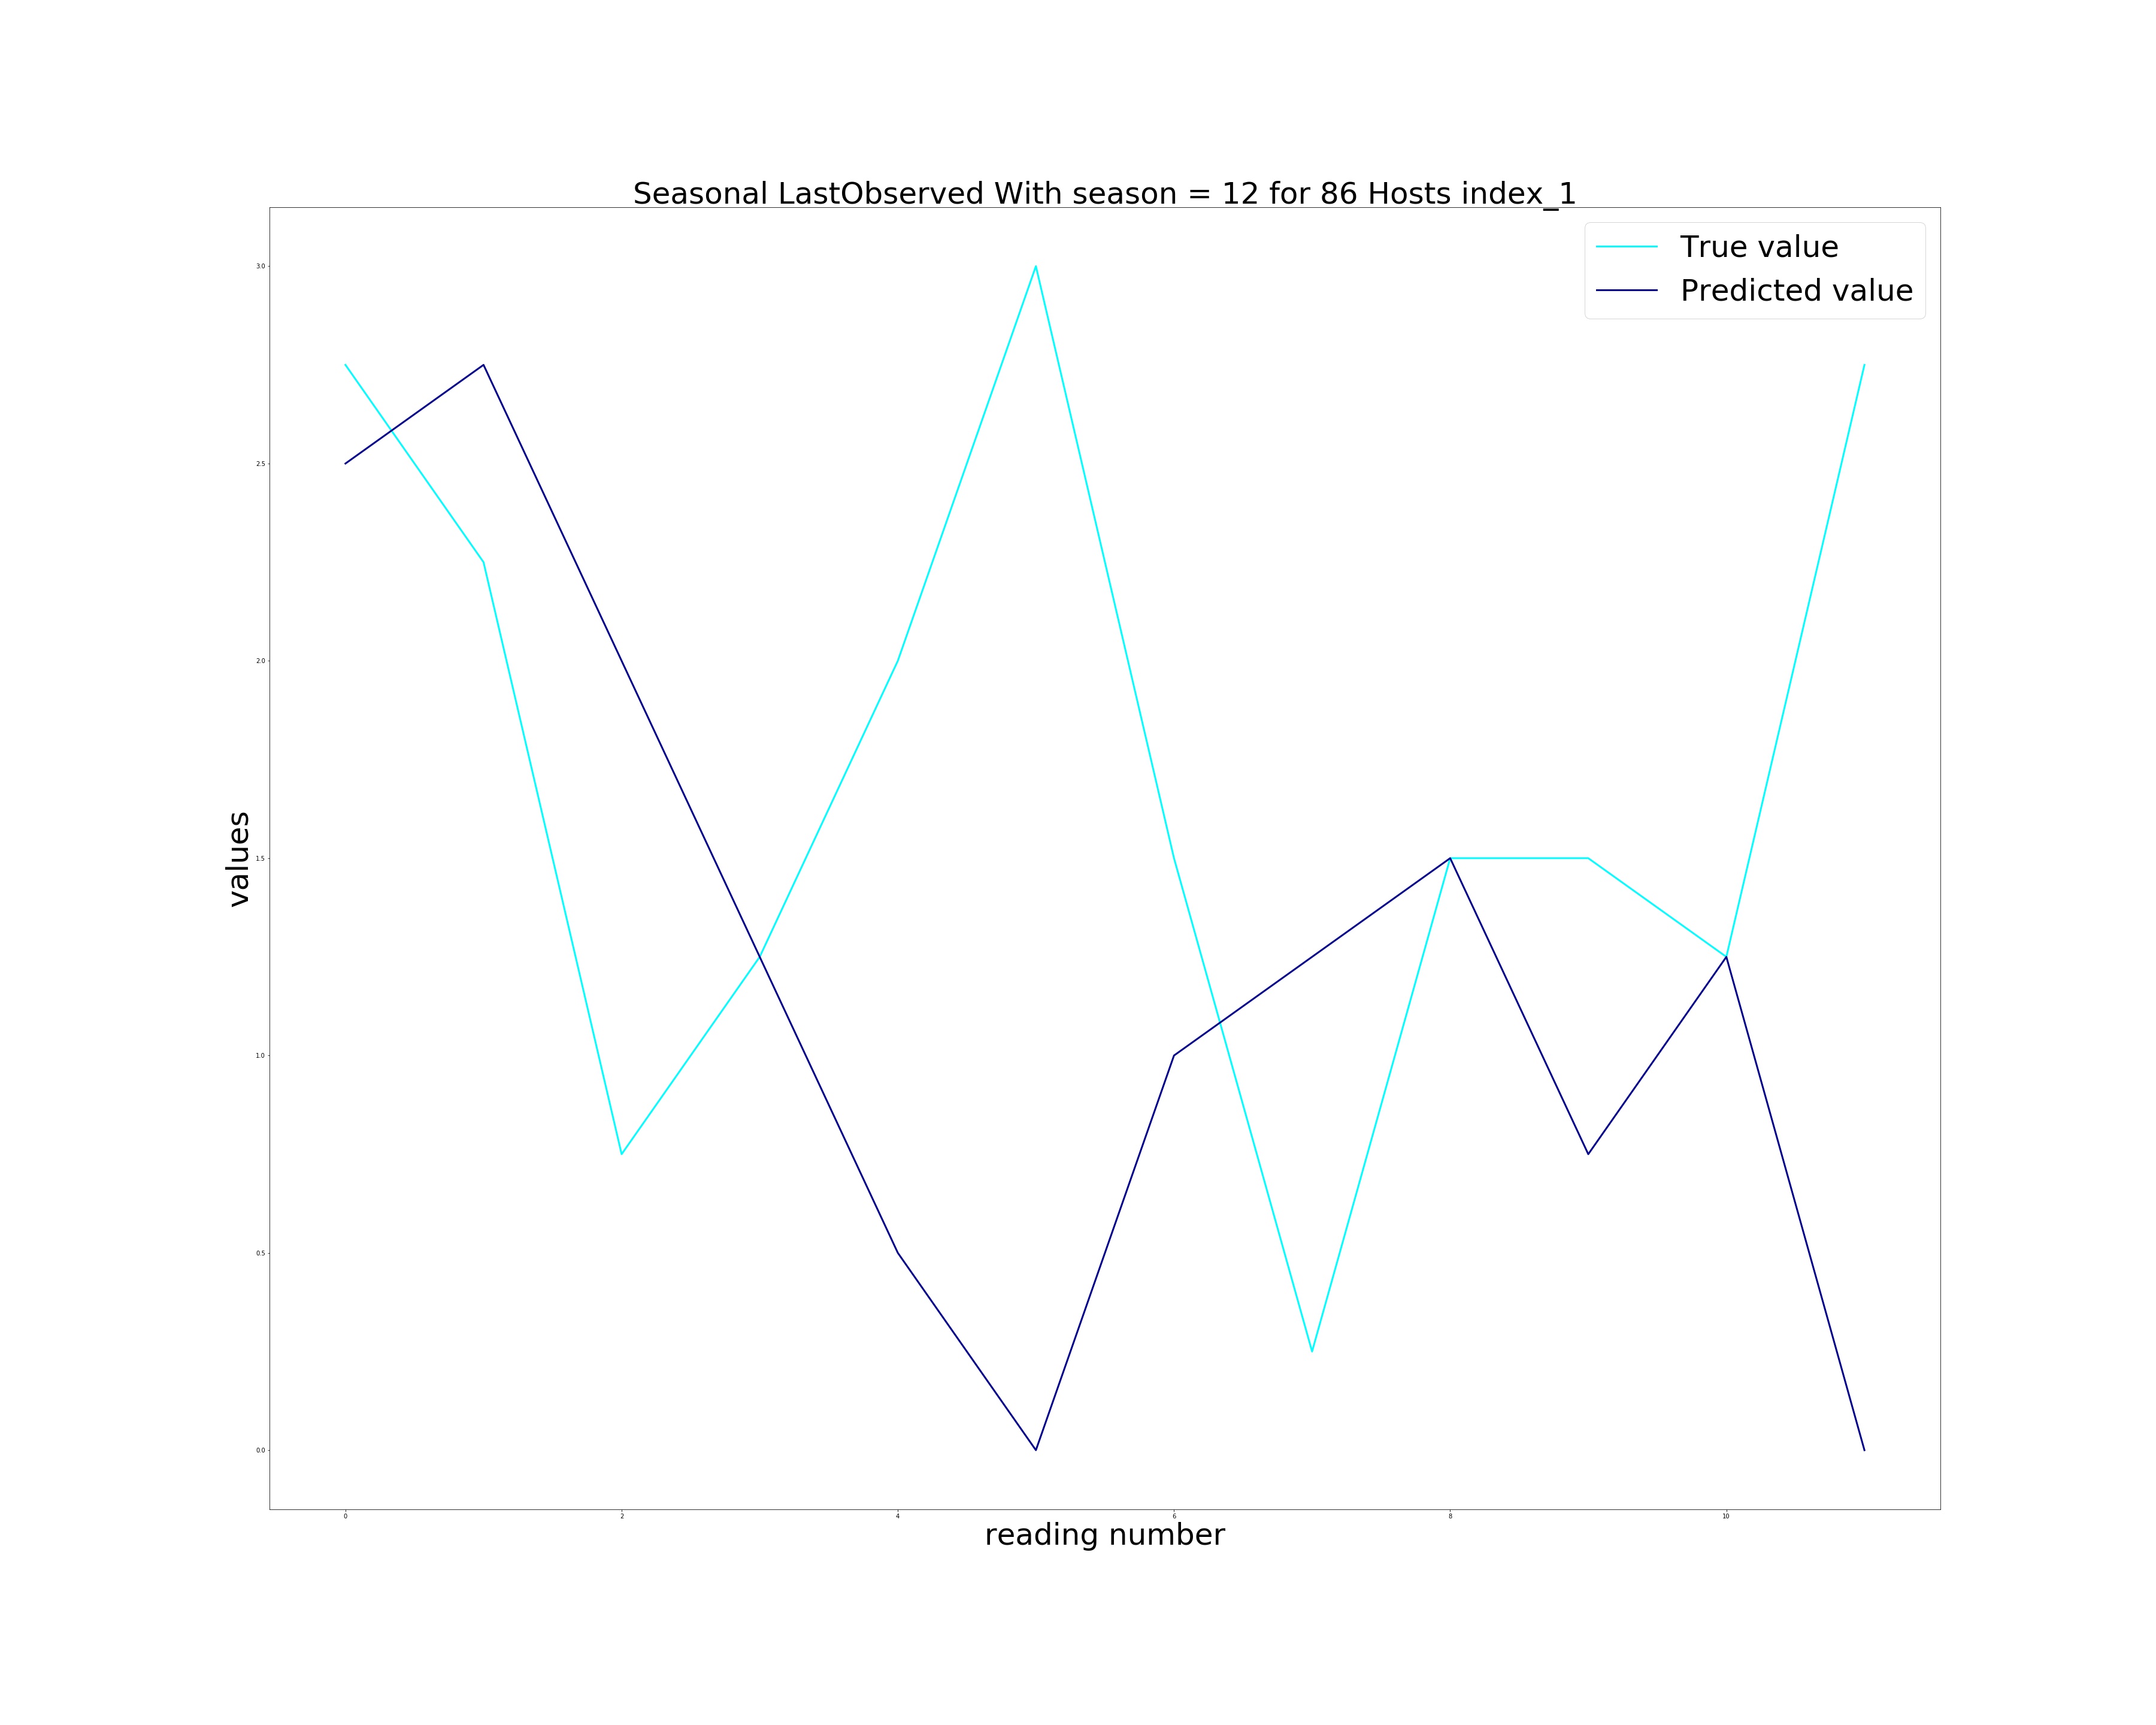 Seasonal LastObserved With season = 12 for 86 Hosts index_1
True value
Predicted value
3.0
2.5
2.0
1.5
1.0
0.5
0.0
values
0 2 4 6 8 10
reading number